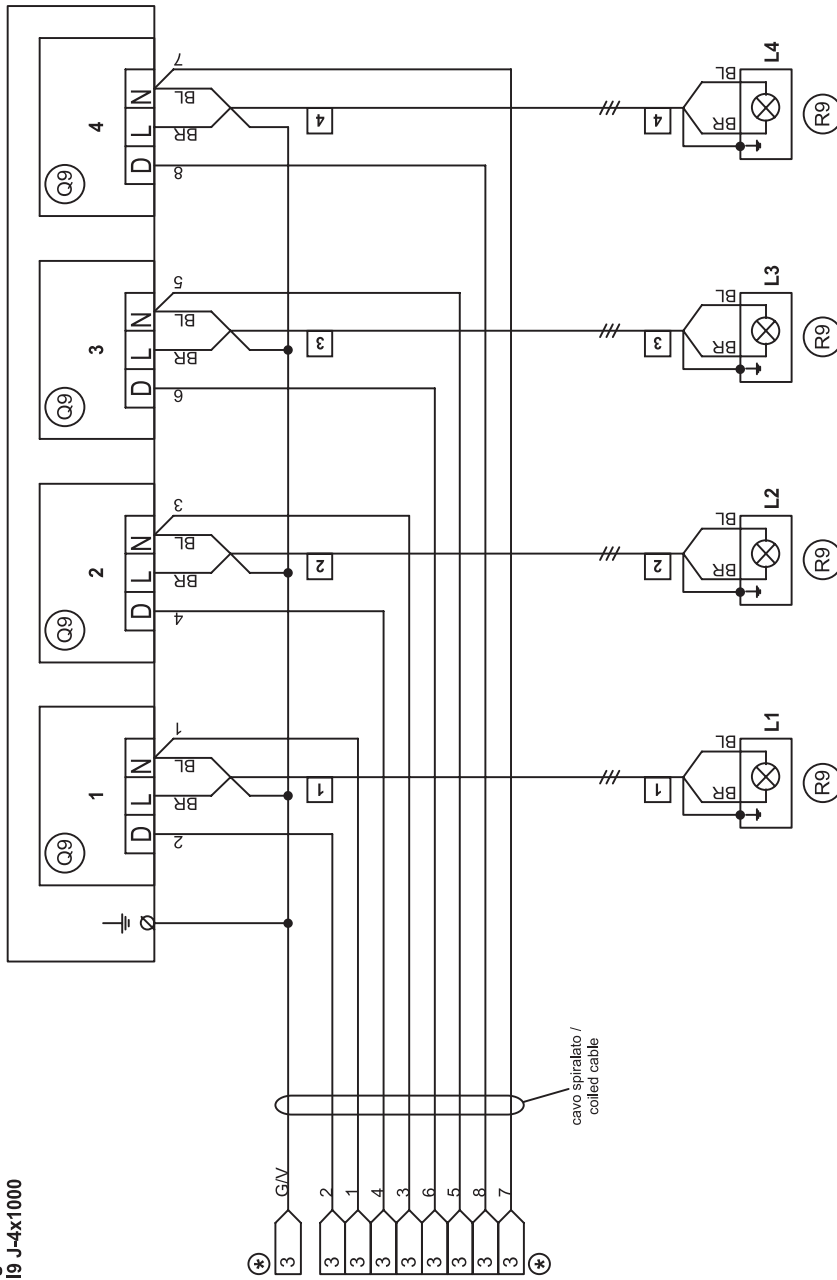 I9 J-4x1000
Q9
4
D L N
8
BR
BL
7
4
4
BR
BL
L4
R9
Q9
3
D L N
6
BR
BL
5
3
3
BR
BL
L3
R9
Q9
2
D L N
4
BR
BL
3
2
2
BR
BL
L2
R9
Q9
1
D L N
2
BR
BL
1
1
1
BR
BL
L1
R9
cavo spiralato /
coiled cable
*
3 G/V
3 2
3 1
3 4
3 3
3 6
3 5
3 8
3 7
*